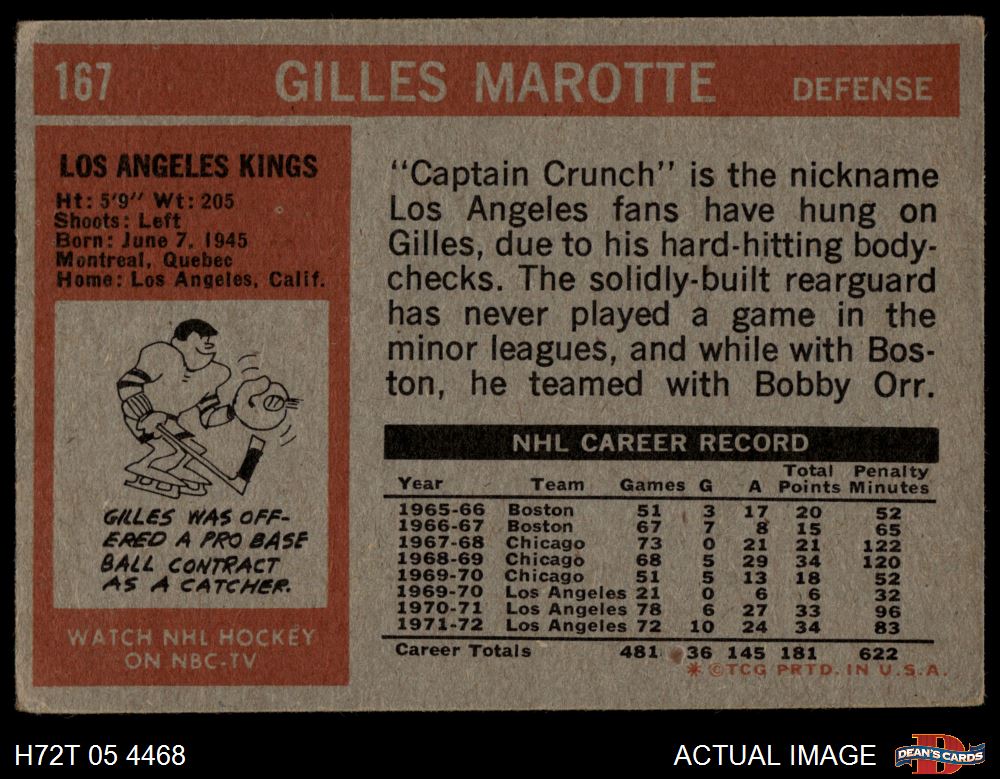 167 GILLES MAROTTE DEFENSE
LOS ANGELES KINGS
Ht: 5'9" Wt: 205
Shoots: Left
Born: June 7, 1945
Montreal, Quebec
Home: Los Angeles, Calif.
GILLES WAS OFF-
ERED A PRO BASE
BALL CONTRACT
AS A CATCHER.
WATCH NHL HOCKEY
ON NBC-TV
"Captain Crunch" is the nickname
Los Angeles fans have hung on
Gilles, due to his hard-hitting body-
checks. The solidly-built rearguard
has never played a game in the
minor leagues, and while with Bos-
ton, he teamed with Bobby Orr.
NHL CAREER RECORD
Year Team Games G A Total Points Penalty Minutes
1965-66 Boston 51 3 17 20 52
1966-67 Boston 67 7 8 15 65
1967-68 Chicago 73 0 21 21 122
1968-69 Chicago 68 5 29 34 120
1969-70 Chicago 51 5 13 18 52
1969-70 Los Angeles 21 0 6 6 32
1970-71 Los Angeles 78 6 27 33 96
1971-72 Los Angeles 72 10 24 34 83
Career Totals 481 36 145 181 622
* ©TCG PRTD. IN U.S.A.
H72T 05 4468 ACTUAL IMAGE DEAN'S CARDS